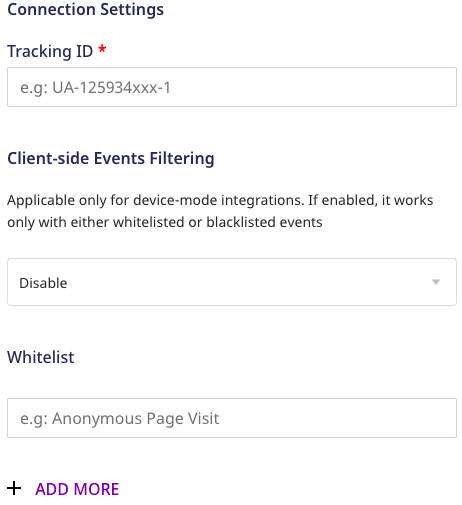 Connection Settings
Tracking ID *
e.g: UA-125934xxx-1
Client-side Events Filtering
Applicable only for device-mode integrations. If enabled, it works
only with either whitelisted or blacklisted events
Disable
Whitelist
e.g: Anonymous Page Visit
+ ADD MORE